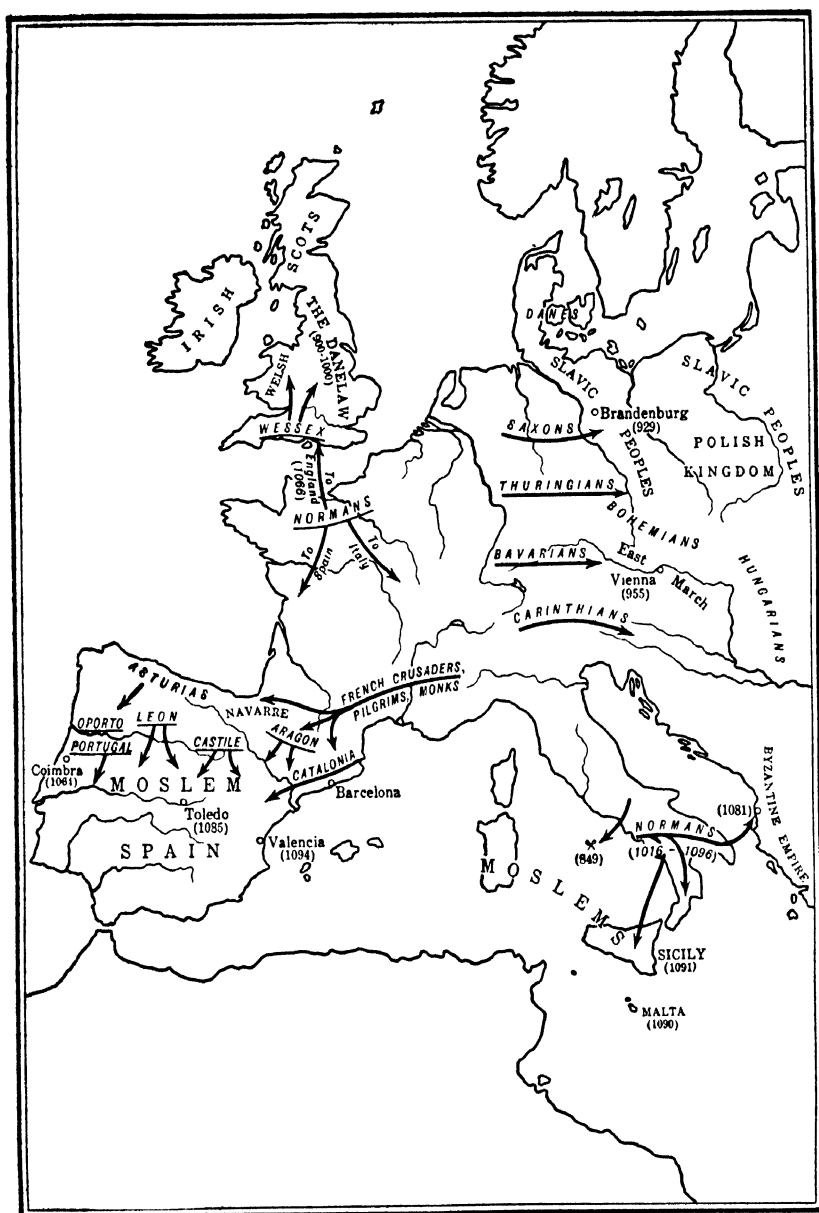 SCOTS
IRISH
THE DANELAW
(900-1000)
WELSH
WESSEX
To
England
(1066)
NORMANS
To
Spain
To
Italy
DANES
SLAVIC
PEOPLES
SLAVIC
PEOPLES
Brandenburg
(929)
SAXONS
POLISH
KINGDOM
THURINGIANS
BOHEMIANS
BAVARIANS
East
March
Vienna
(955)
HUNGARIANS
CARINTHIANS
FRENCH CRUSADERS,
PILGRIMS, MONKS
ASTURIAS
NAVARRE
OPORTO
LEON
ARAGON
PORTUGAL
CASTILE
CATALONIA
Coimbra
(1064)
MOSLEM
Barcelona
Toledo
(1085)
SPAIN
Valencia
(1094)
BYZANTINE EMPIRE
(1081)
NORMANS
(1016 - 1096)
(849)
MOSLEMS
SICILY
(1091)
MALTA
(1090)